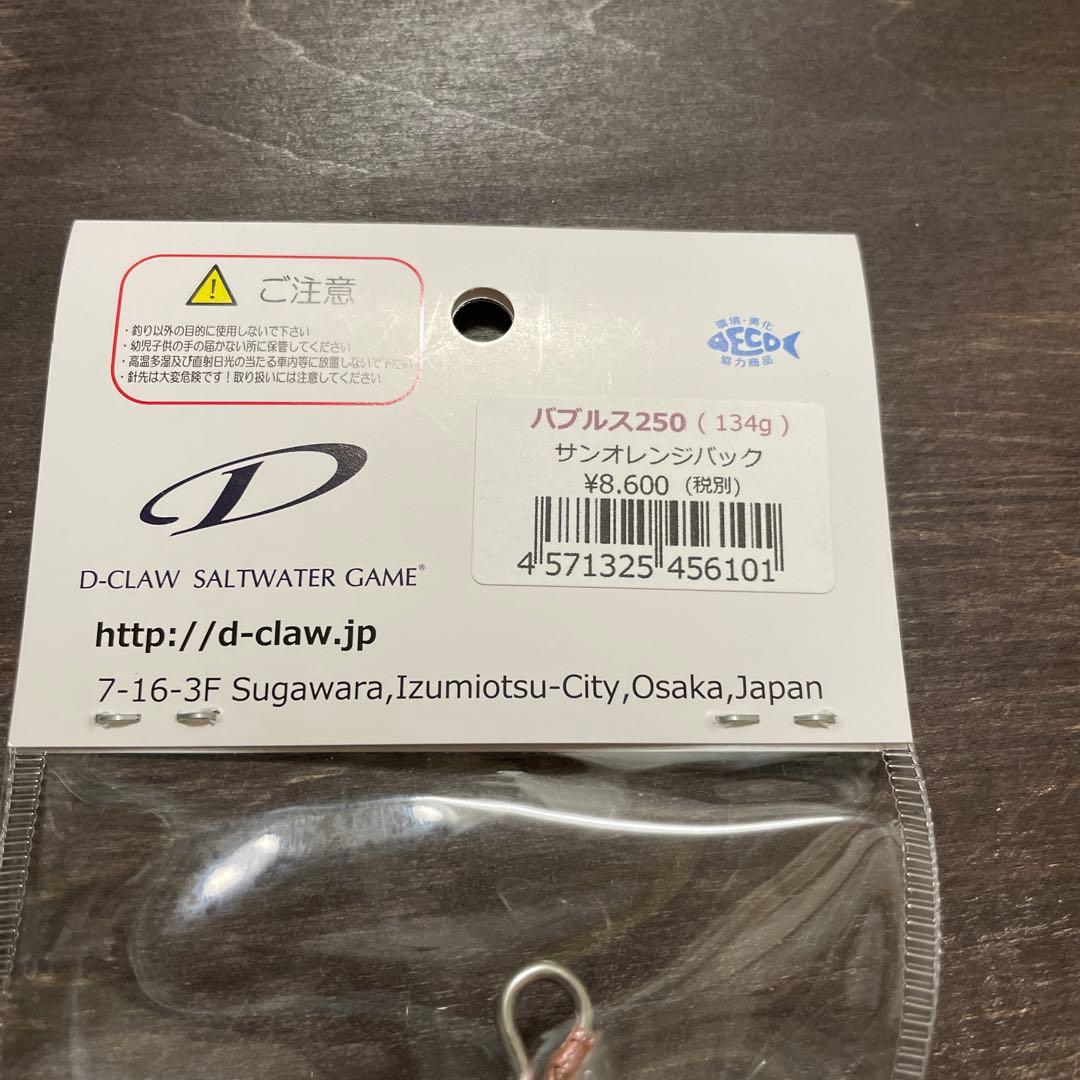 ご注意
・釣り以外の目的に使用しないで下さい
・幼児子供の手の届かない所に保管してください
・高温多湿及び直射日光の当たる車内等に放置しないで下さい
・針先は大変危険です！取り扱いには注意してください
環境・美化
ECO
協力商品
バブルス250 ( 134g )
サンオレンジバック
¥8.600 (税別)
4 571325 456101
D
D-CLAW SALTWATER GAME®
http://d-claw.jp
7-16-3F Sugawara,Izumiotsu-City,Osaka,Japan